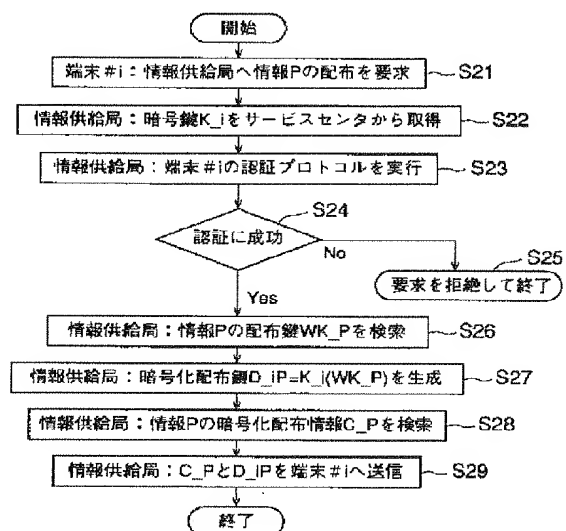 開始
端末#i：情報供給局へ情報Pの配布を要求 S21
情報供給局：暗号鍵K_iをサービスセンタから取得 S22
情報供給局：端末#iの認証プロトコルを実行 S23
S24
認証に成功
No
S25
要求を拒絶して終了
Yes
情報供給局：情報Pの配布鍵WK_Pを検索 S26
情報供給局：暗号化配布鍵D_iP=K_i(WK_P)を生成 S27
情報供給局：情報Pの暗号化配布情報C_Pを検索 S28
情報供給局：C_PとD_iPを端末#iへ送信 S29
終了